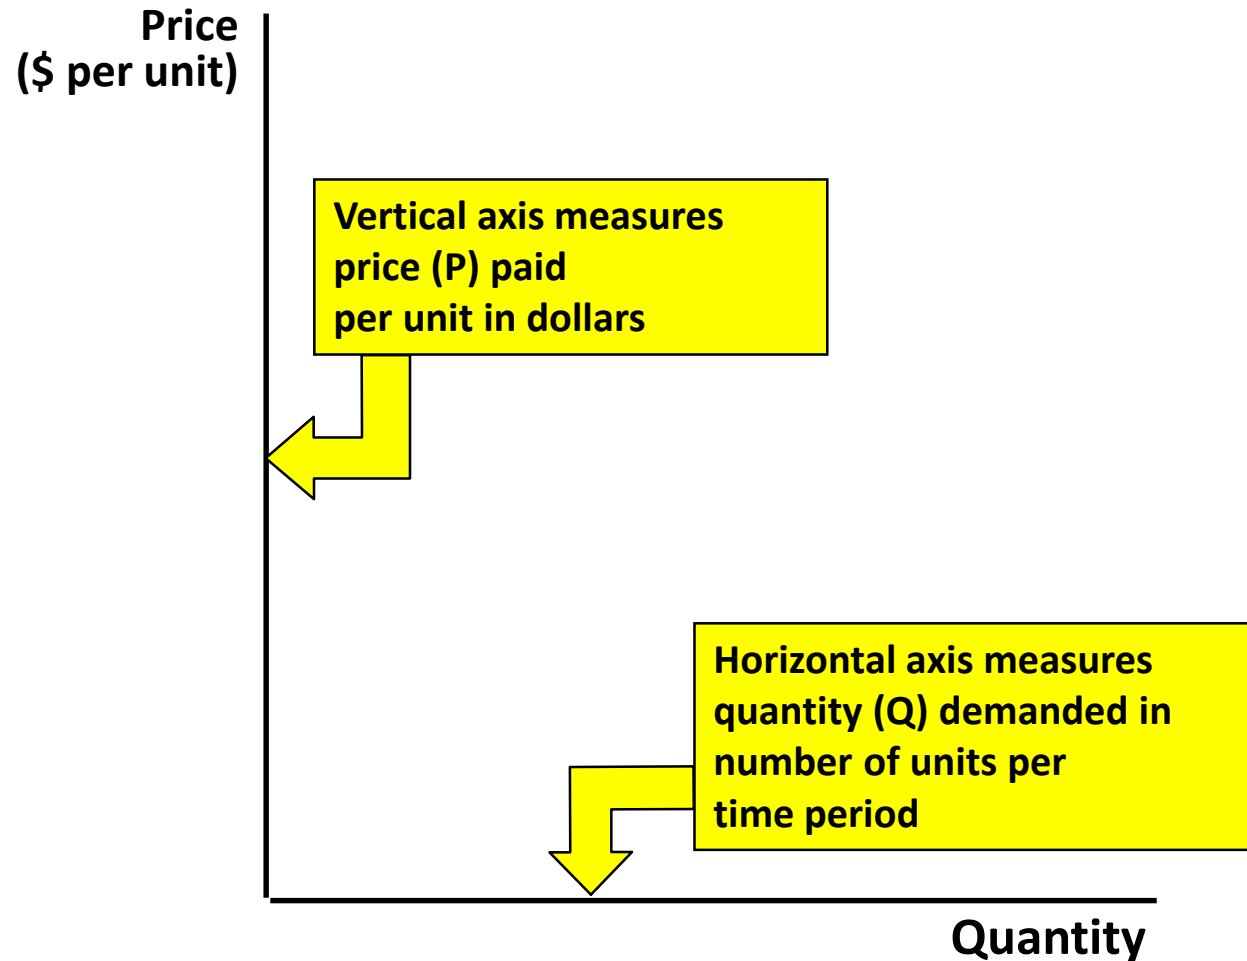 Price
($ per unit)
Vertical axis measures
price (P) paid
per unit in dollars
Horizontal axis measures
quantity (Q) demanded in
number of units per
time period
Quantity